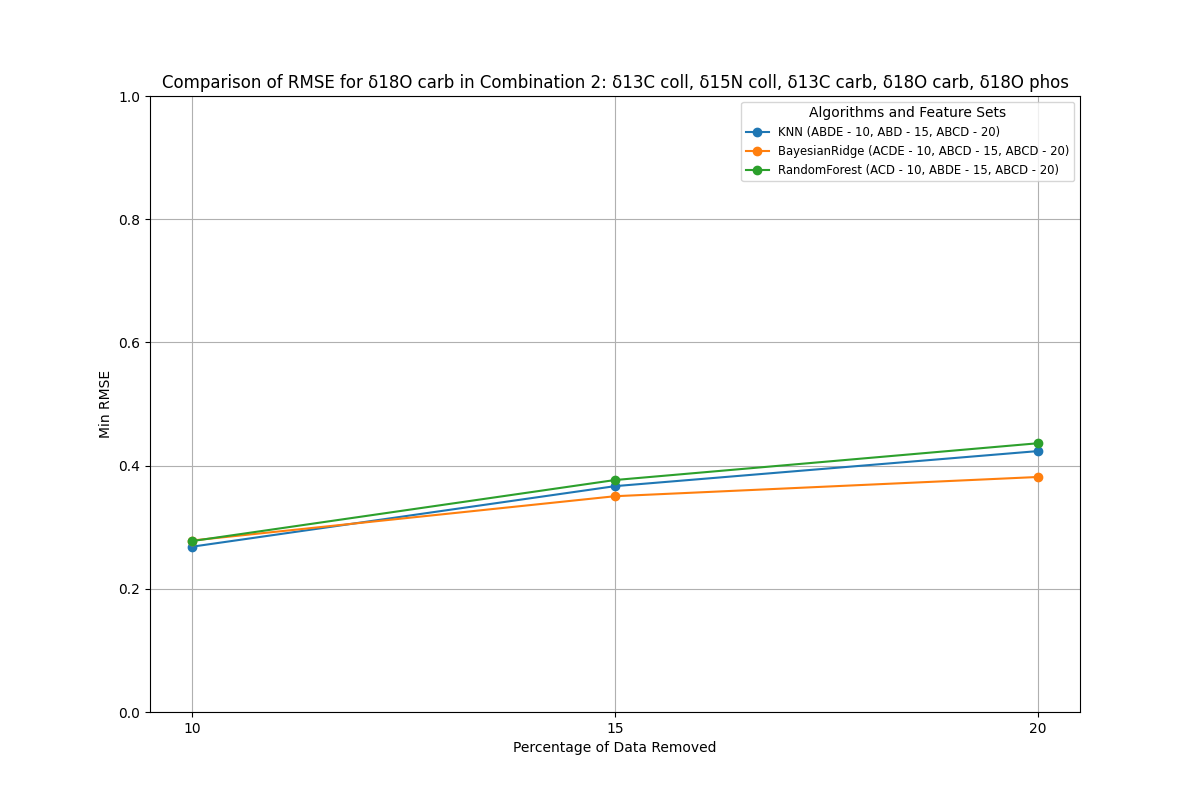 Comparison of RMSE for δ18O carb in Combination 2: δ13C coll, δ15N coll, δ13C carb, δ18O carb, δ18O phos
1.0
Algorithms and Feature Sets
KNN (ABDE - 10, ABD - 15, ABCD - 20)
BayesianRidge (ACDE - 10, ABCD - 15, ABCD - 20)
RandomForest (ACD - 10, ABDE - 15, ABCD - 20)
0.8
0.6
Min RMSE
0.4
0.2
0.0
10 15 20
Percentage of Data Removed